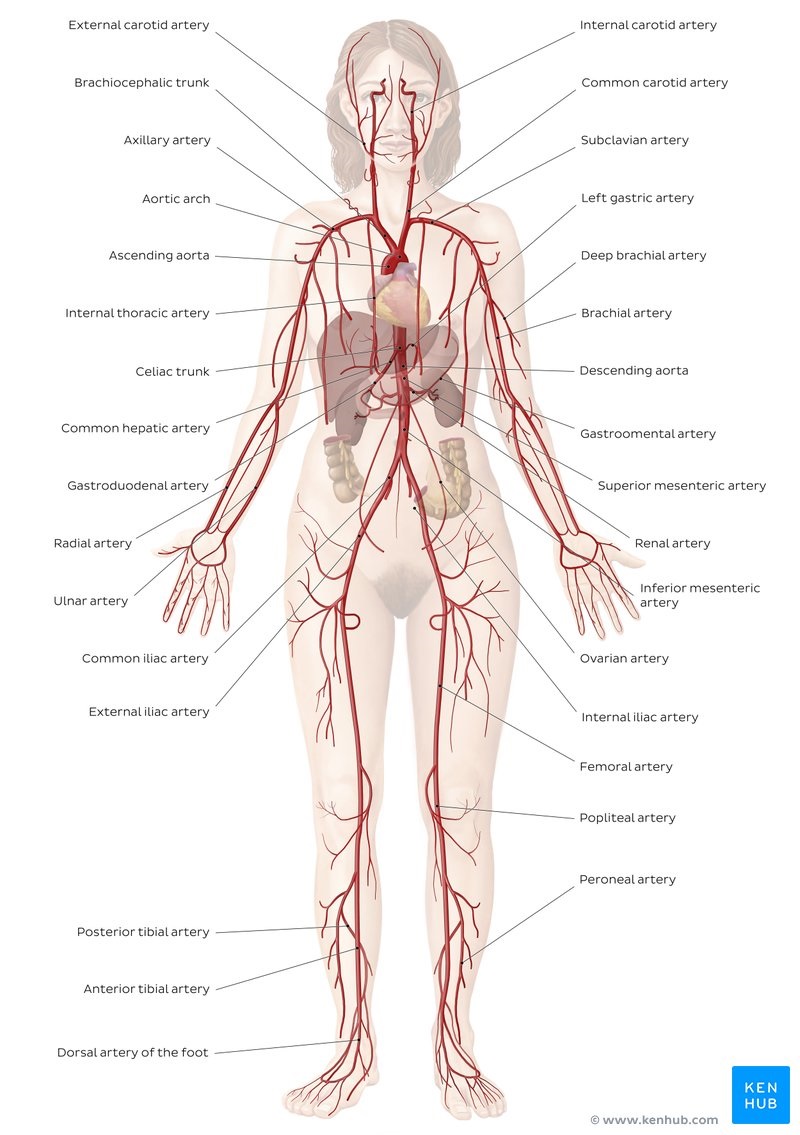 External carotid artery
Internal carotid artery
Brachiocephalic trunk
Common carotid artery
Axillary artery
Subclavian artery
Aortic arch
Left gastric artery
Ascending aorta
Deep brachial artery
Internal thoracic artery
Brachial artery
Celiac trunk
Descending aorta
Common hepatic artery
Gastroomental artery
Gastroduodenal artery
Superior mesenteric artery
Radial artery
Renal artery
Ulnar artery
Inferior mesenteric
artery
Common iliac artery
Ovarian artery
External iliac artery
Internal iliac artery
Femoral artery
Popliteal artery
Peroneal artery
Posterior tibial artery
Anterior tibial artery
Dorsal artery of the foot
KEN
HUB
© www.kenhub.com